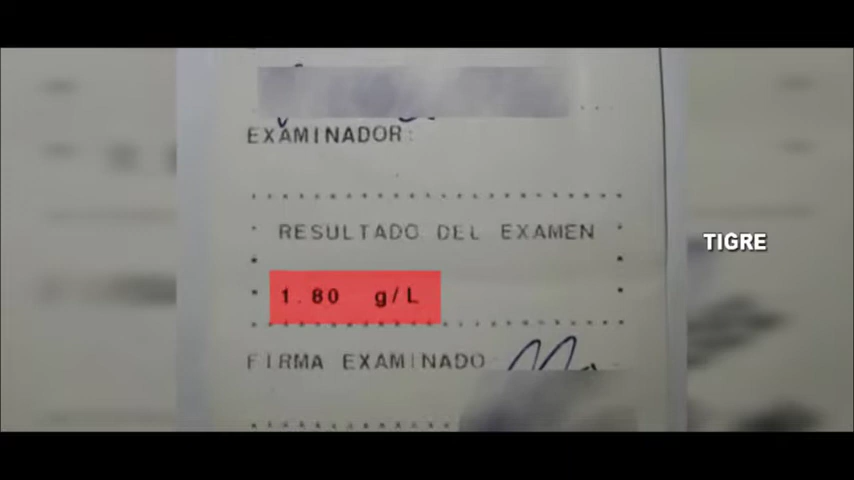 EXAMINADOR:
RESULTADO DEL EXAMEN
TIGRE
1.80 g/L
FIRMA EXAMINADO